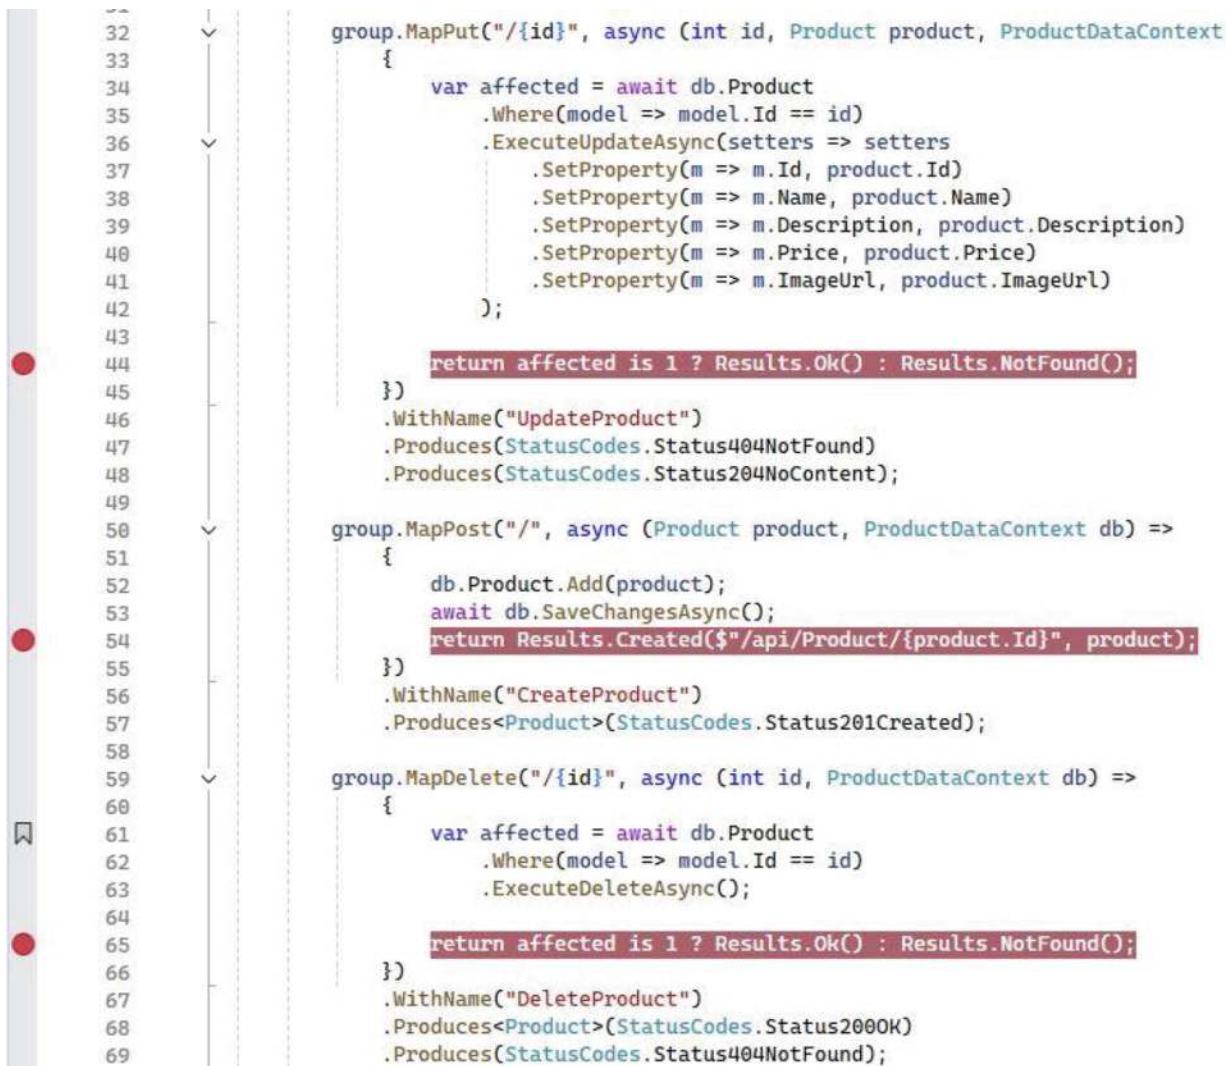 32 group.MapPut("/{id}", async (int id, Product product, ProductDataContext
33 {
34 var affected = await db.Product
35 .Where(model => model.Id == id)
36 .ExecuteUpdateAsync(setters => setters
37 .SetProperty(m => m.Id, product.Id)
38 .SetProperty(m => m.Name, product.Name)
39 .SetProperty(m => m.Description, product.Description)
40 .SetProperty(m => m.Price, product.Price)
41 .SetProperty(m => m.ImageUrl, product.ImageUrl)
42 );
43
44 return affected is 1 ? Results.Ok() : Results.NotFound();
45 })
46 .WithName("UpdateProduct")
47 .Produces(StatusCodes.Status404NotFound)
48 .Produces(StatusCodes.Status204NoContent);
49
50 group.MapPost("/", async (Product product, ProductDataContext db) =>
51 {
52 db.Product.Add(product);
53 await db.SaveChangesAsync();
54 return Results.Created($"/api/Product/{product.Id}", product);
55 })
56 .WithName("CreateProduct")
57 .Produces<Product>(StatusCodes.Status201Created);
58
59 group.MapDelete("/{id}", async (int id, ProductDataContext db) =>
60 {
61 var affected = await db.Product
62 .Where(model => model.Id == id)
63 .ExecuteDeleteAsync();
64
65 return affected is 1 ? Results.Ok() : Results.NotFound();
66 })
67 .WithName("DeleteProduct")
68 .Produces<Product>(StatusCodes.Status200OK)
69 .Produces(StatusCodes.Status404NotFound);